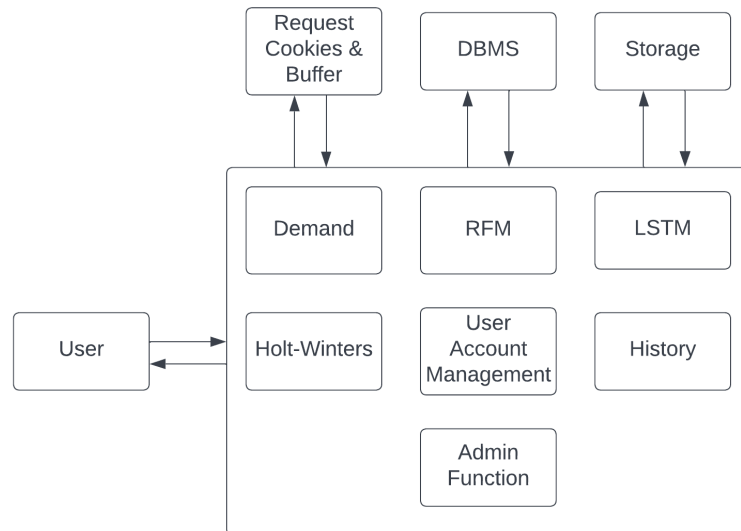 Request
Cookies &
Buffer
DBMS
Storage
Demand
RFM
LSTM
User
Holt-Winters
User
Account
Management
History
Admin
Function